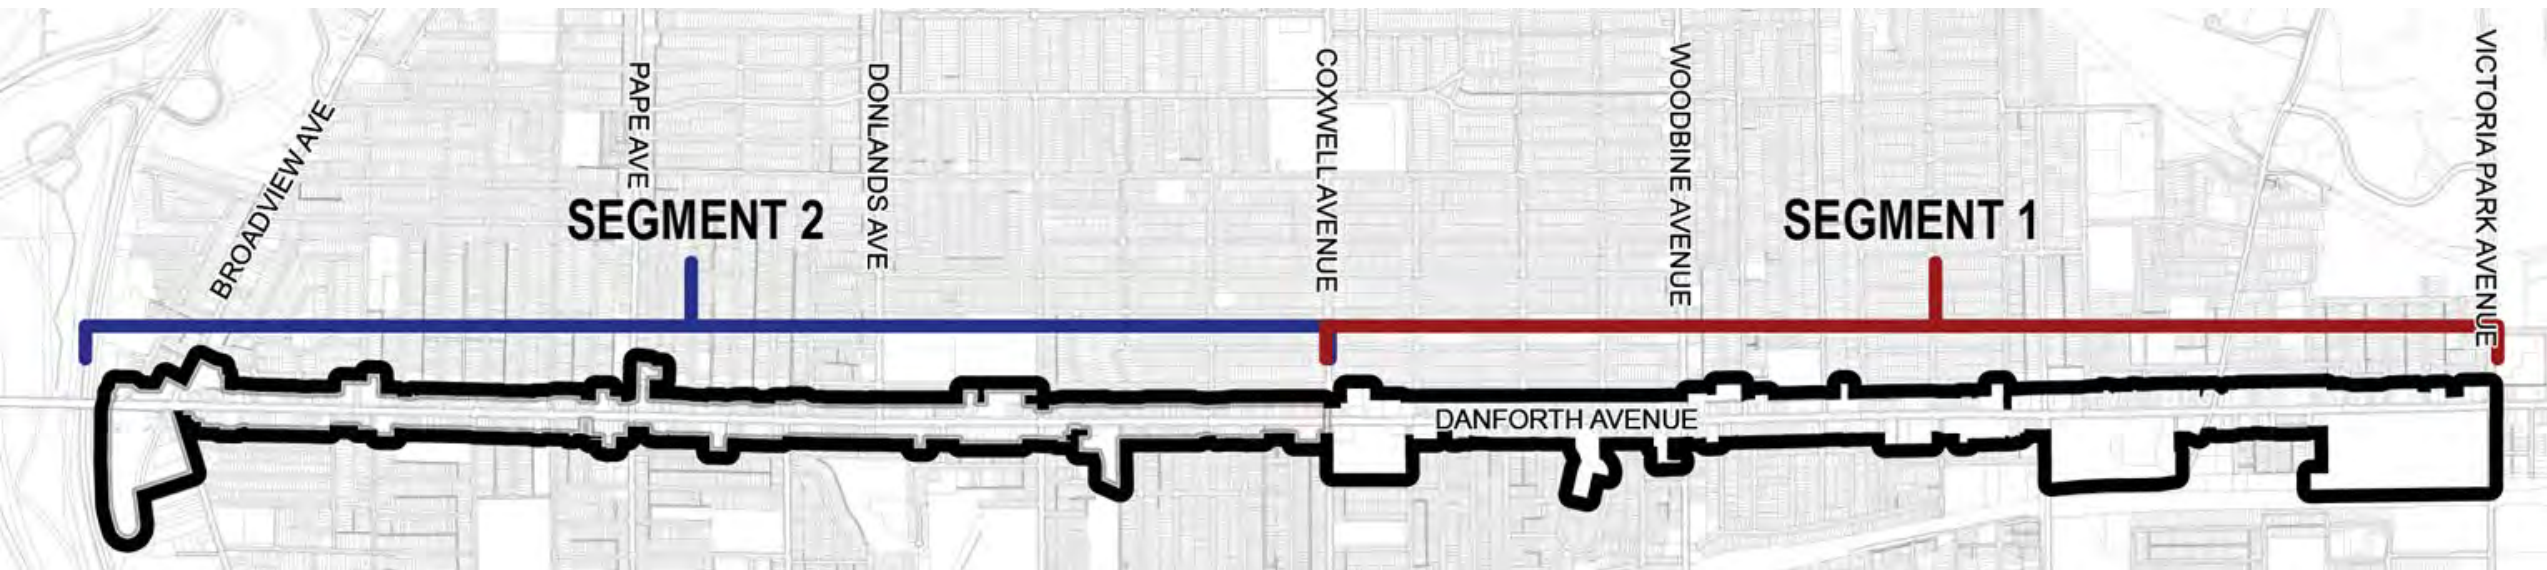 BROADVIEW AVE
PAPE AVE
DONLANDS AVE
COXWELL AVENUE
WOODBINE AVENUE
VICTORIA PARK AVENUE
SEGMENT 2
SEGMENT 1
DANFORTH AVENUE